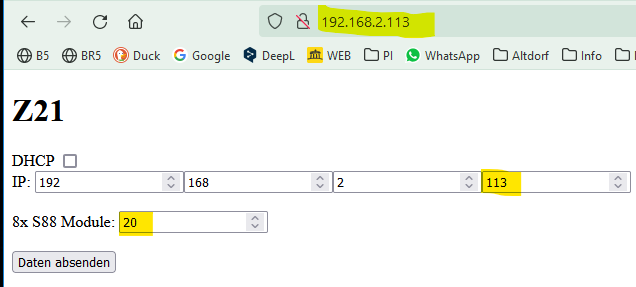 192.168.2.113
B5 BR5 Duck Google DeepL WEB PI WhatsApp Altdorf Info
Z21
DHCP
IP: 192 168 2 113
8x S88 Module: 20
Daten absenden